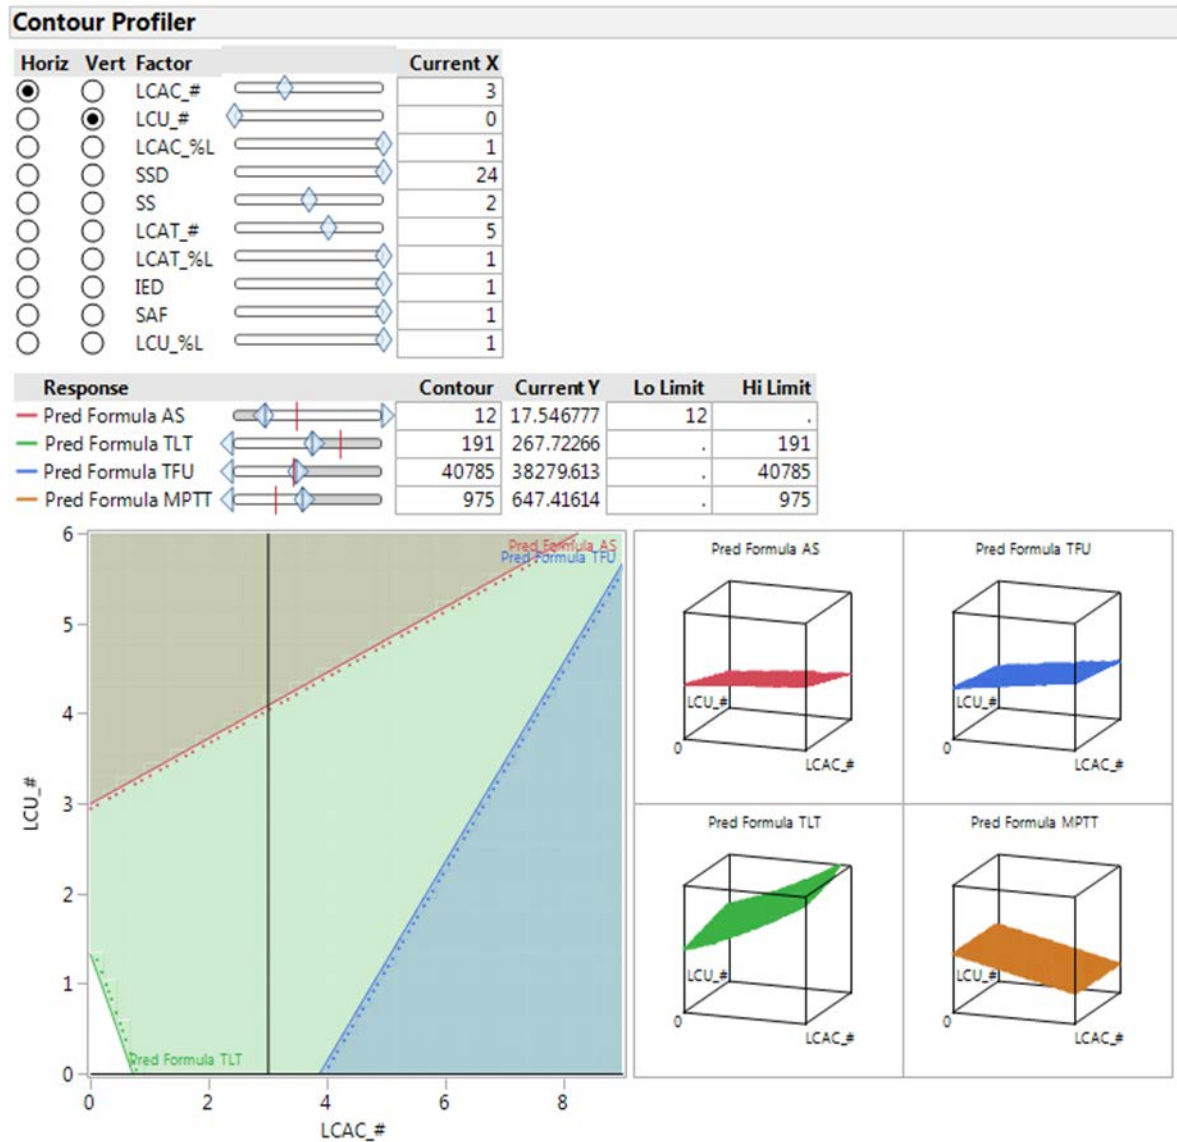 Contour Profiler
Horiz Vert Factor Current X
LCAC_# 3
LCU_# 0
LCAC_%L 1
SSD 24
SS 2
LCAT_# 5
LCAT_%L 1
IED 1
SAF 1
LCU_%L 1
Response Contour Current Y Lo Limit Hi Limit
Pred Formula AS 12 17.546777 12 .
Pred Formula TLT 191 267.72266 . 191
Pred Formula TFU 40785 38279.613 . 40785
Pred Formula MPTT 975 647.41614 . 975
6
5
4
3
2
1
0
LCU_#
Pred Formula AS
Pred Formula TFU
Pred Formula TLT
0 2 4 6 8
LCAC_#
Pred Formula AS
LCU_#
0
LCAC_#
Pred Formula TFU
LCU_#
0
LCAC_#
Pred Formula TLT
LCU_#
0
LCAC_#
Pred Formula MPTT
LCU_#
0
LCAC_#